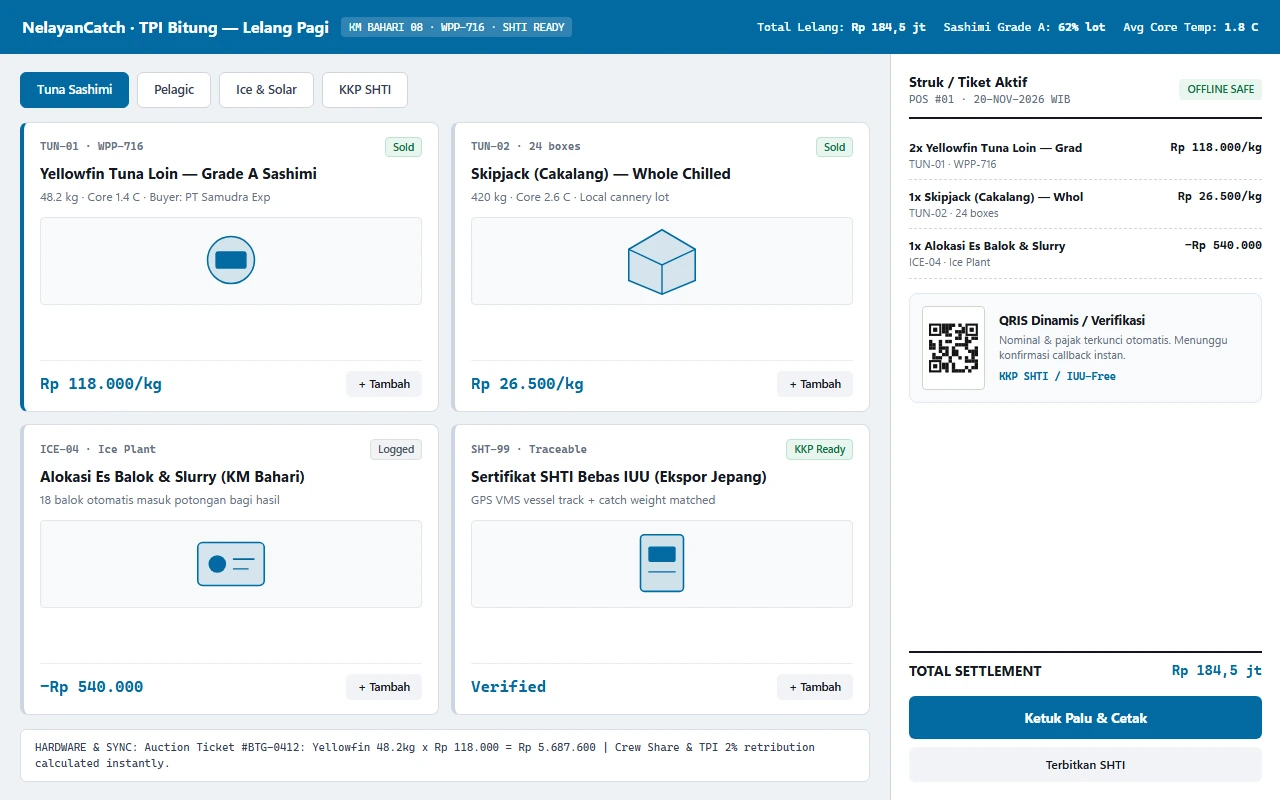 NelayanCatch · TPI Bitung — Lelang Pagi
KM BAHARI 08 · WPP-716 · SHTI READY
Total Lelang: Rp 184,5 jt
Sashimi Grade A: 62% lot
Avg Core Temp: 1.8 C
Tuna Sashimi
Pelagic
Ice & Solar
KKP SHTI
TUN-01 · WPP-716
Sold
Yellowfin Tuna Loin — Grade A Sashimi
48.2 kg · Core 1.4 C · Buyer: PT Samudra Exp
Rp 118.000/kg
+ Tambah
TUN-02 · 24 boxes
Sold
Skipjack (Cakalang) — Whole Chilled
420 kg · Core 2.6 C · Local cannery lot
Rp 26.500/kg
+ Tambah
ICE-04 · Ice Plant
Logged
Alokasi Es Balok & Slurry (KM Bahari)
18 balok otomatis masuk potongan bagi hasil
−Rp 540.000
+ Tambah
SHT-99 · Traceable
KKP Ready
Sertifikat SHTI Bebas IUU (Ekspor Jepang)
GPS VMS vessel track + catch weight matched
Verified
+ Tambah
HARDWARE & SYNC: Auction Ticket #BTG-0412: Yellowfin 48.2kg x Rp 118.000 = Rp 5.687.600 | Crew Share & TPI 2% retribution
calculated instantly.
Struk / Tiket Aktif
POS #01 · 20-NOV-2026 WIB
OFFLINE SAFE
2x Yellowfin Tuna Loin — Grad
Rp 118.000/kg
TUN-01 · WPP-716
1x Skipjack (Cakalang) — Whol
Rp 26.500/kg
TUN-02 · 24 boxes
1x Alokasi Es Balok & Slurry
−Rp 540.000
ICE-04 · Ice Plant
QRIS Dinamis / Verifikasi
Nominal & pajak terkunci otomatis. Menunggu
konfirmasi callback instan.
KKP SHTI / IUU-Free
TOTAL SETTLEMENT
Rp 184,5 jt
Ketuk Palu & Cetak
Terbitkan SHTI